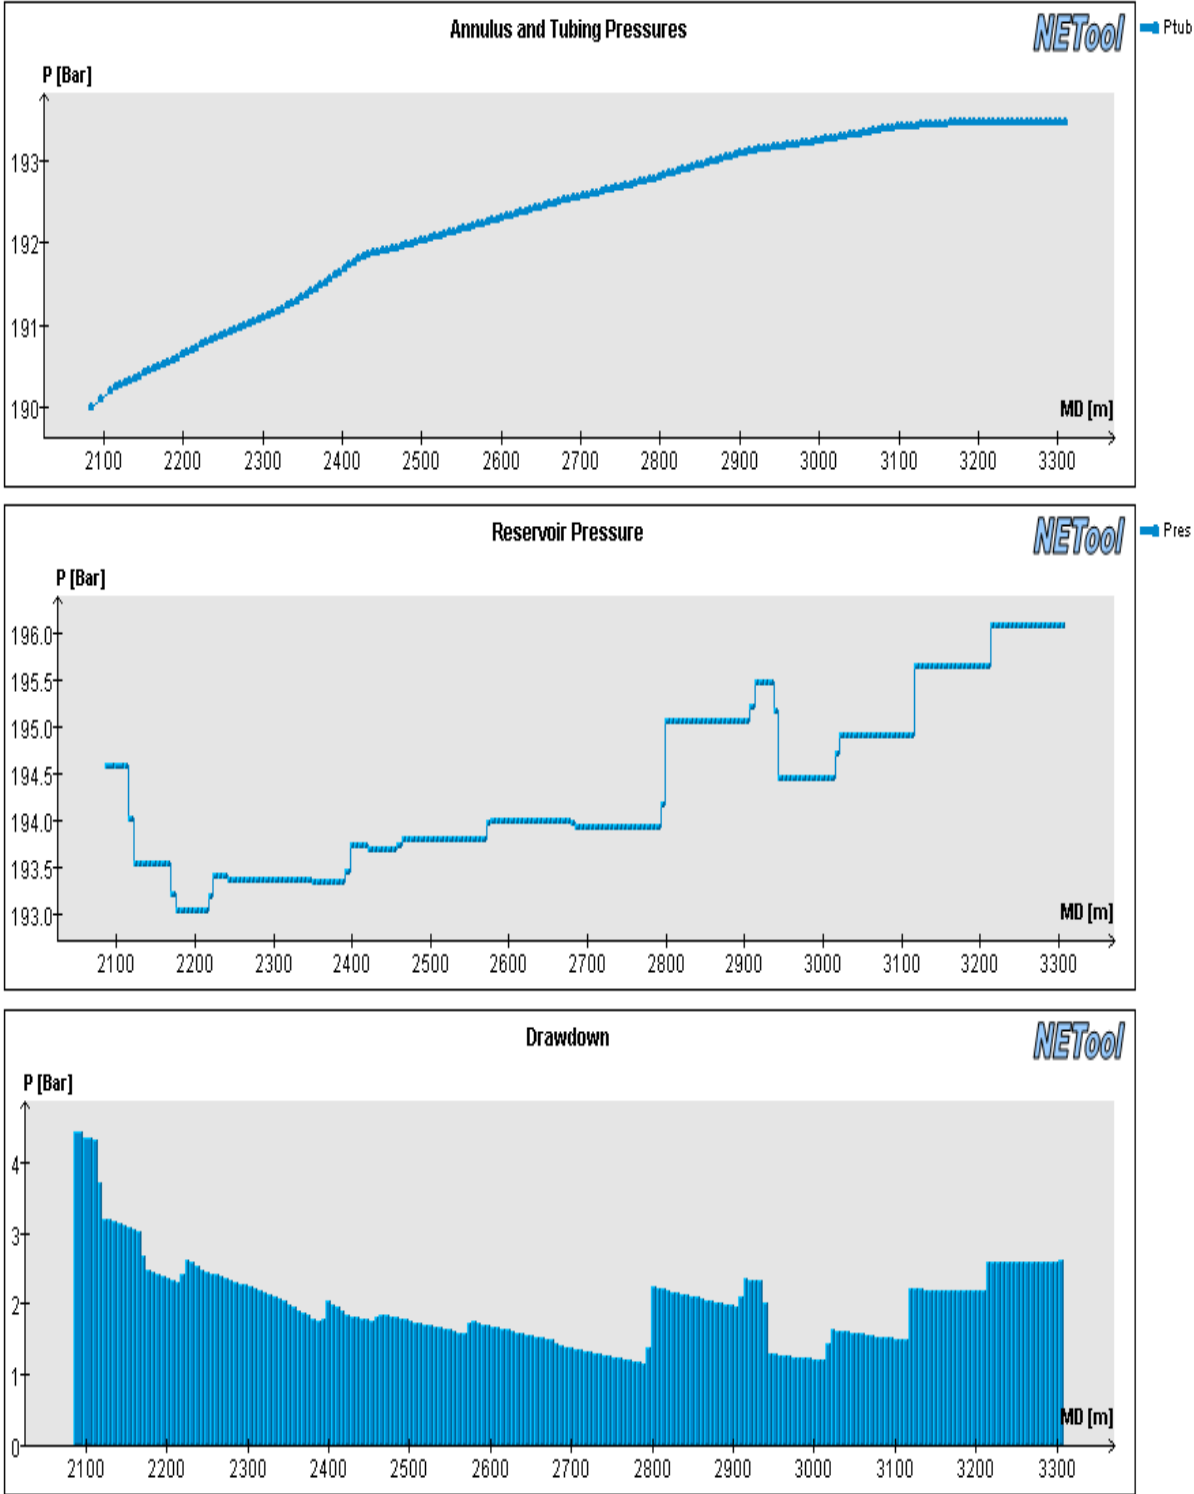 Annulus and Tubing Pressures
NETool
Ptub
P [Bar]
193
192
191
190
MD [m]
2100 2200 2300 2400 2500 2600 2700 2800 2900 3000 3100 3200 3300
Reservoir Pressure
NETool
Pres
P [Bar]
196.0
195.5
195.0
194.5
194.0
193.5
193.0
MD [m]
2100 2200 2300 2400 2500 2600 2700 2800 2900 3000 3100 3200 3300
Drawdown
NETool
P [Bar]
4
3
2
1
0
MD [m]
2100 2200 2300 2400 2500 2600 2700 2800 2900 3000 3100 3200 3300